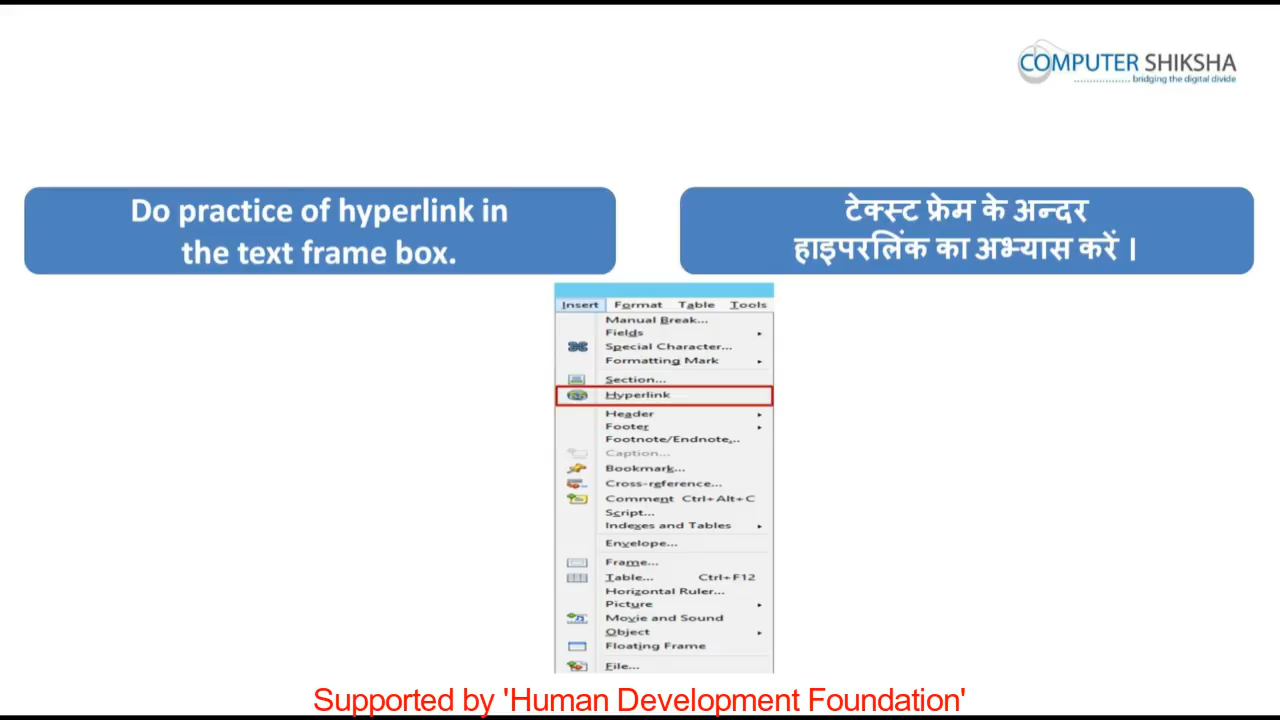 COMPUTER SHIKSHA
bridging the digital divide
Do practice of hyperlink in
the text frame box.
टेक्स्ट फ्रेम के अन्दर
हाइपरलिंक का अभ्यास करें ।
Insert Format Table Tools
Manual Break...
Fields
Special Character...
Formatting Mark
Section...
Hyperlink
Header
Footer
Footnote/Endnote...
Caption...
Bookmark...
Cross-reference...
Comment Ctrl+Alt+C
Script...
Indexes and Tables
Envelope...
Frame...
Table... Ctrl+F12
Horizontal Ruler...
Picture
Movie and Sound
Object
Floating Frame
File...
Supported by 'Human Development Foundation'